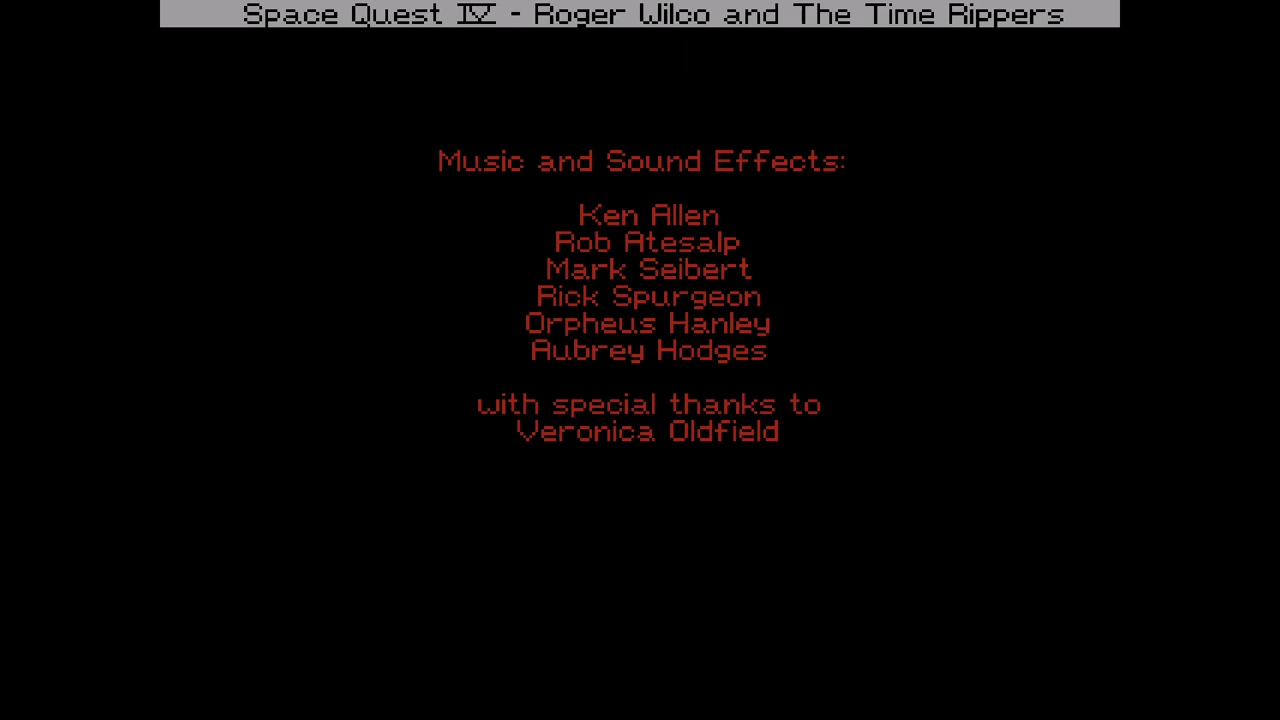 Space Quest IV - Roger Wilco and The Time Rippers
Music and Sound Effects:
Ken Allen
Rob Atesalp
Mark Seibert
Rick Spurgeon
Orpheus Hanley
Aubrey Hodges
with special thanks to
Veronica Oldfield